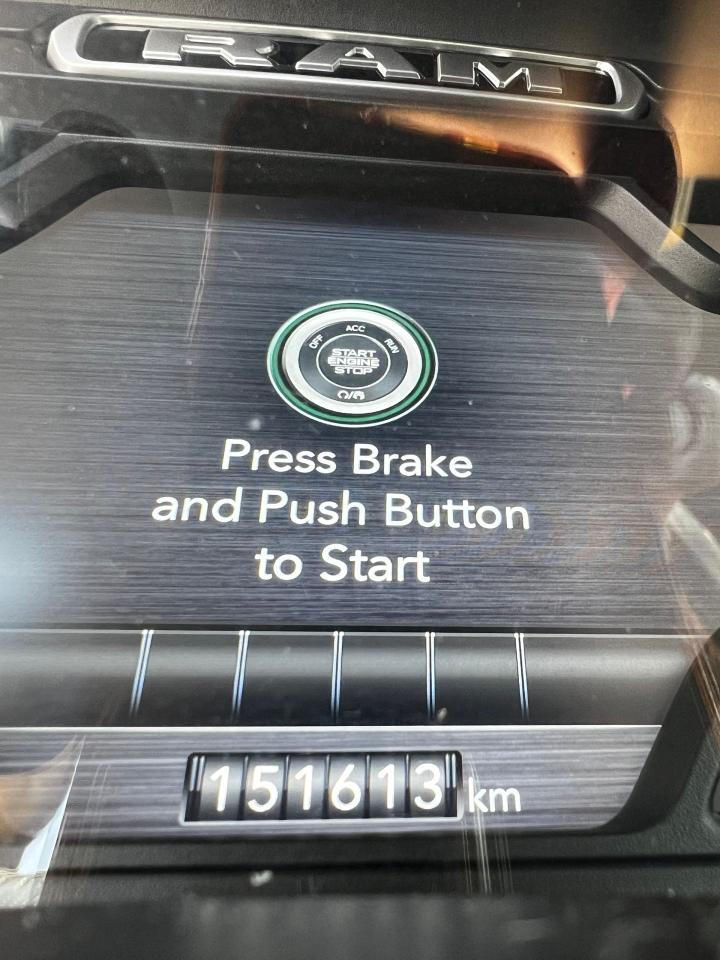 RAM
ACC
OFF RUN
START
ENGINE
STOP
Press Brake
and Push Button
to Start
151613 km